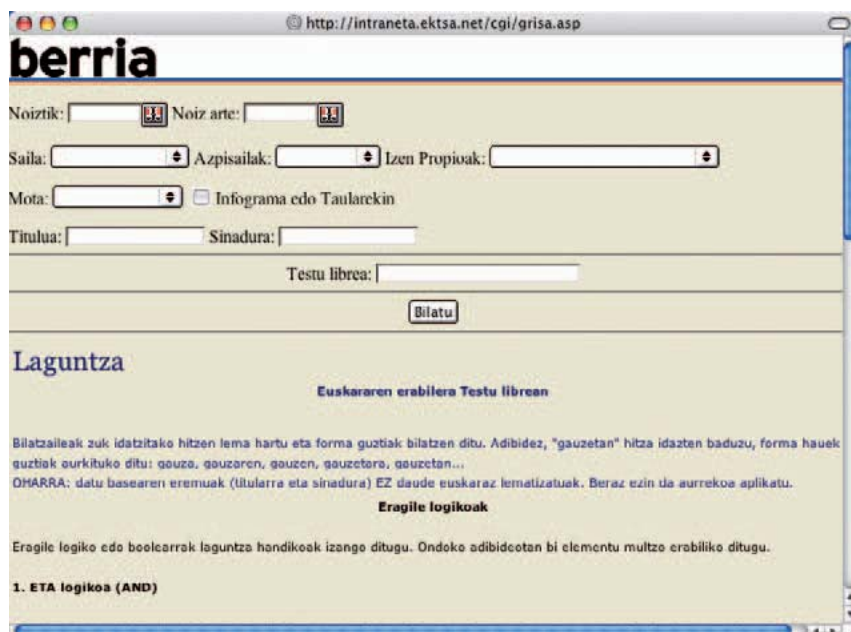 http://intraneta.ektsa.net/cgi/grisa.asp
berria
Noiztik: Noiz arte:
Saila: Azpisailak: Izen Propioak:
Mota: Infograma edo Taularekin
Titulua: Sinadura:
Testu librea:
Bilatu
Laguntza
Euskararen erabilera Testu librean
Bilatzaileak zuk idatzitako hitzen lema hartu eta forma guztiak bilatzen ditu. Adibidez, "gauzetan" hitza idazten baduzu, forma hauek
guztiak aurkituko ditu: gauza, gauzaren, gauzen, gauzetara, gauzetan...
OHARRA: datu basearen eremuak (titularra eta sinadura) EZ daude euskaraz lematizatuak. Beraz ezin da aurrekoa aplikatu.
Eragile logikoak
Eragile logiko edo boolearrak laguntza handikoak izango ditugu. Ondoko adibideotan bi elementu multzo erabiliko ditugu.
1. ETA logikoa (AND)